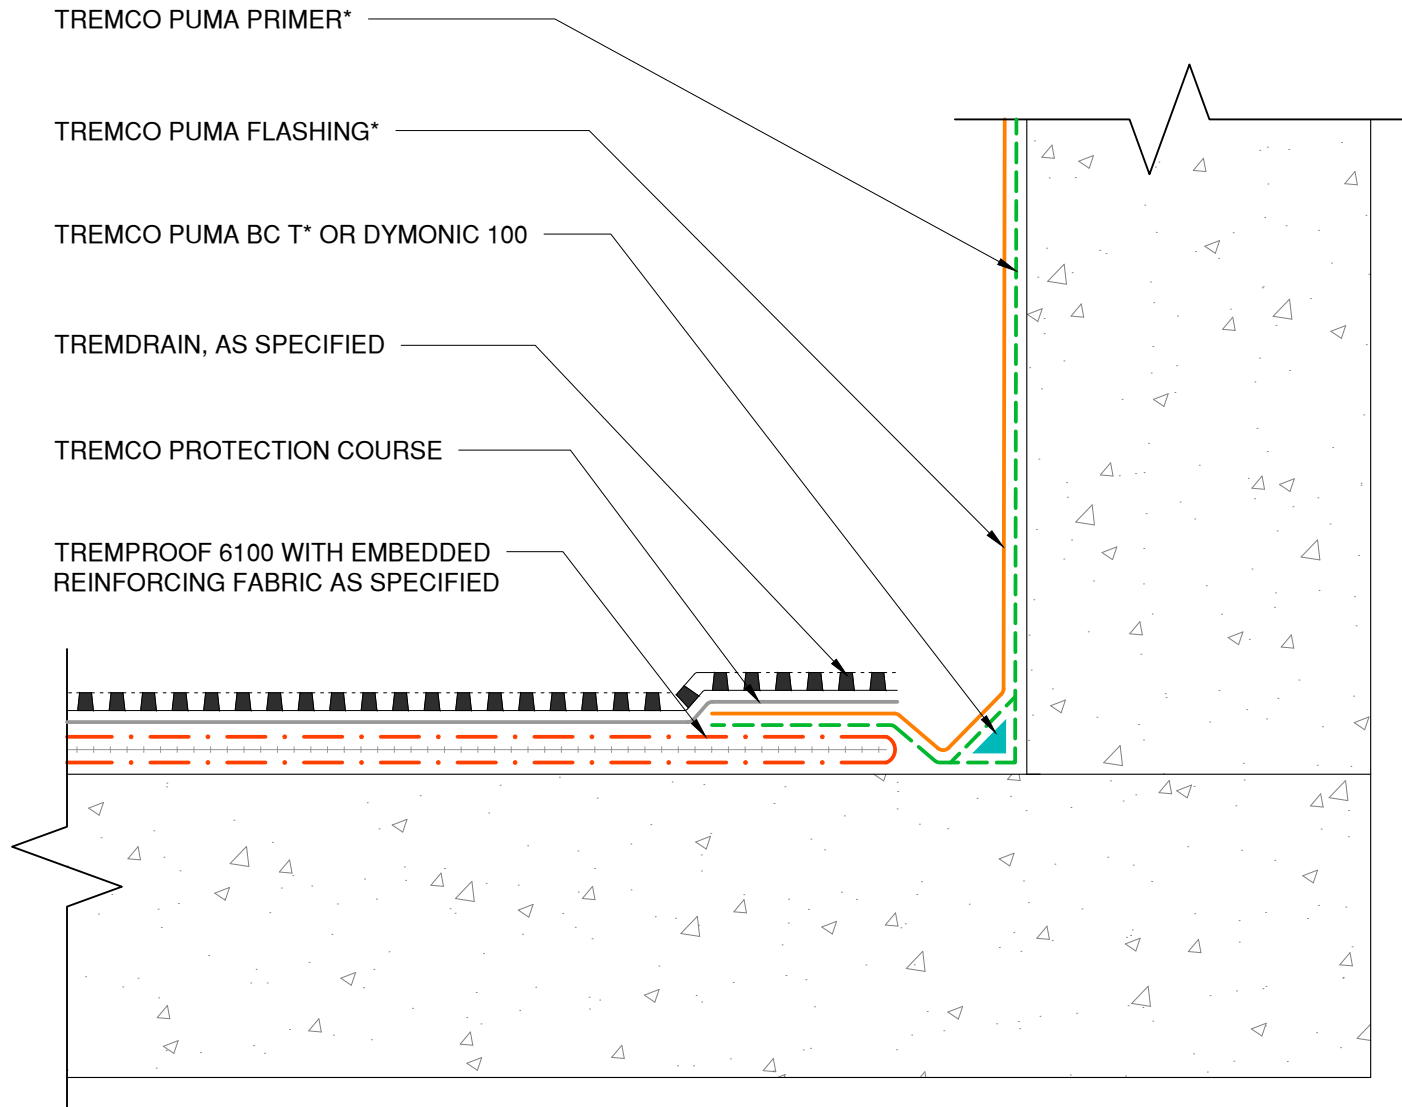 TREMCO PUMA PRIMER*
TREMCO PUMA FLASHING*
TREMCO PUMA BC T* OR DYMONIC 100
TREMDRAIN, AS SPECIFIED
TREMCO PROTECTION COURSE
TREMPROOF 6100 WITH EMBEDDED
REINFORCING FABRIC AS SPECIFIED